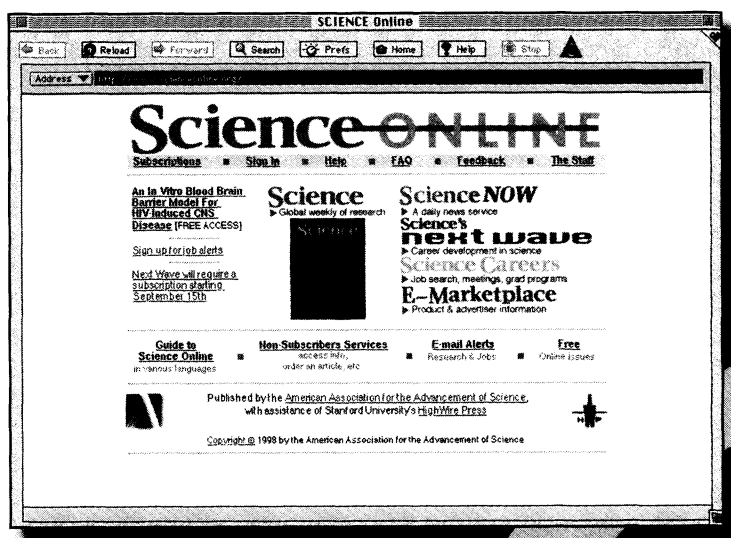 SCIENCE Online
Back Reload Forward Search Prefs Home Help Stop
Address
Science ONLINE
Subscriptions ■ Sign In ■ Help ■ FAQ ■ Feedback ■ The Staff
An In Vitro Blood Brain
Barrier Model For
HIV-Induced CNS
Disease [FREE ACCESS]
Sign up for job alerts
Next Wave will require a
subscription starting
September 15th
Science
▶ Global weekly of research
Science
Science NOW
▶ A daily news service
Science's
next wave
▶ Career development in science
Science Careers
▶ Job search, meetings, grad programs
E-Marketplace
▶ Product & advertiser information
Guide to
Science Online
in various languages
■
Non-Subscribers Services
access info,
order an article, etc
■
E-mail Alerts
Research & Jobs
■
Free
Online issues
Published by the American Association for the Advancement of Science,
with assistance of Stanford University's HighWire Press
H P
Copyright © 1998 by the American Association for the Advancement of Science